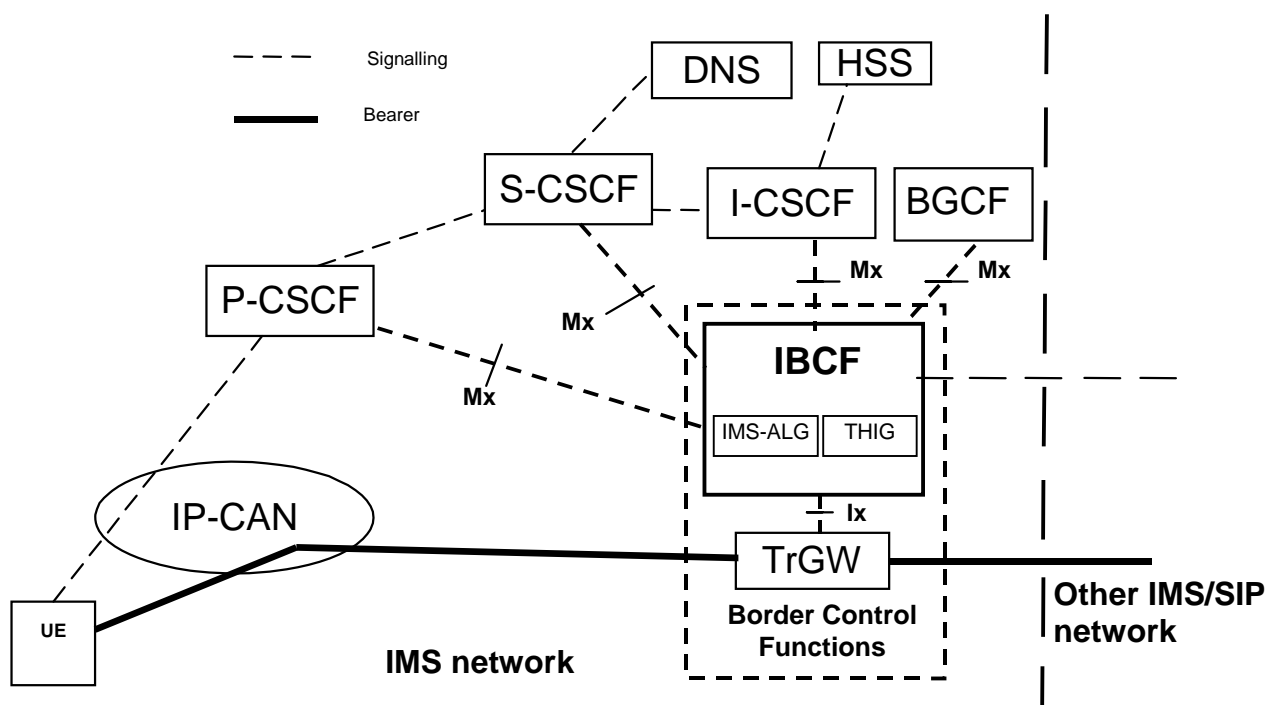 Signalling
Bearer
DNS
HSS
S-CSCF
I-CSCF
BGCF
P-CSCF
Mx
Mx
Mx
Mx
IBCF
IMS-ALG
THIG
Ix
IP-CAN
TrGW
UE
Border Control
Functions
IMS network
Other IMS/SIP
network